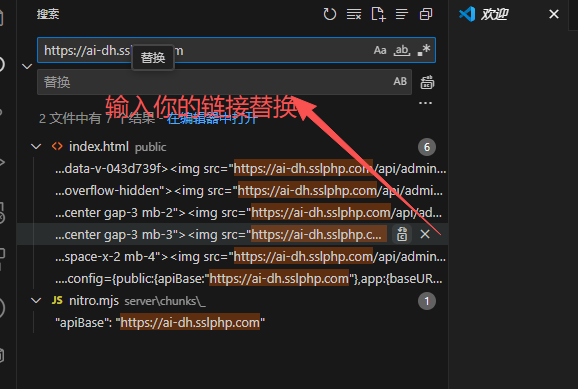 搜索
欢迎
https://ai-dh.sslphp.com
Aa
ab
.*
替换
替换
AB
输入你的链接替换
2 文件中有 7 个结果 - 在编辑器中打开
index.html public
6
...data-v-043d739f><img src="https://ai-dh.sslphp.com/api/admin...
...overflow-hidden"><img src="https://ai-dh.sslphp.com/api/admin...
...center gap-3 mb-2"><img src="https://ai-dh.sslphp.com/api/ad...
...center gap-3 mb-3"><img src="https://ai-dh.sslphp.c...
...space-x-2 mb-4"><img src="https://ai-dh.sslphp.com/api/admin...
....config={public:{apiBase:"https://ai-dh.sslphp.com"},app:{baseUR...
JS nitro.mjs server\chunks\_
1
"apiBase": "https://ai-dh.sslphp.com"